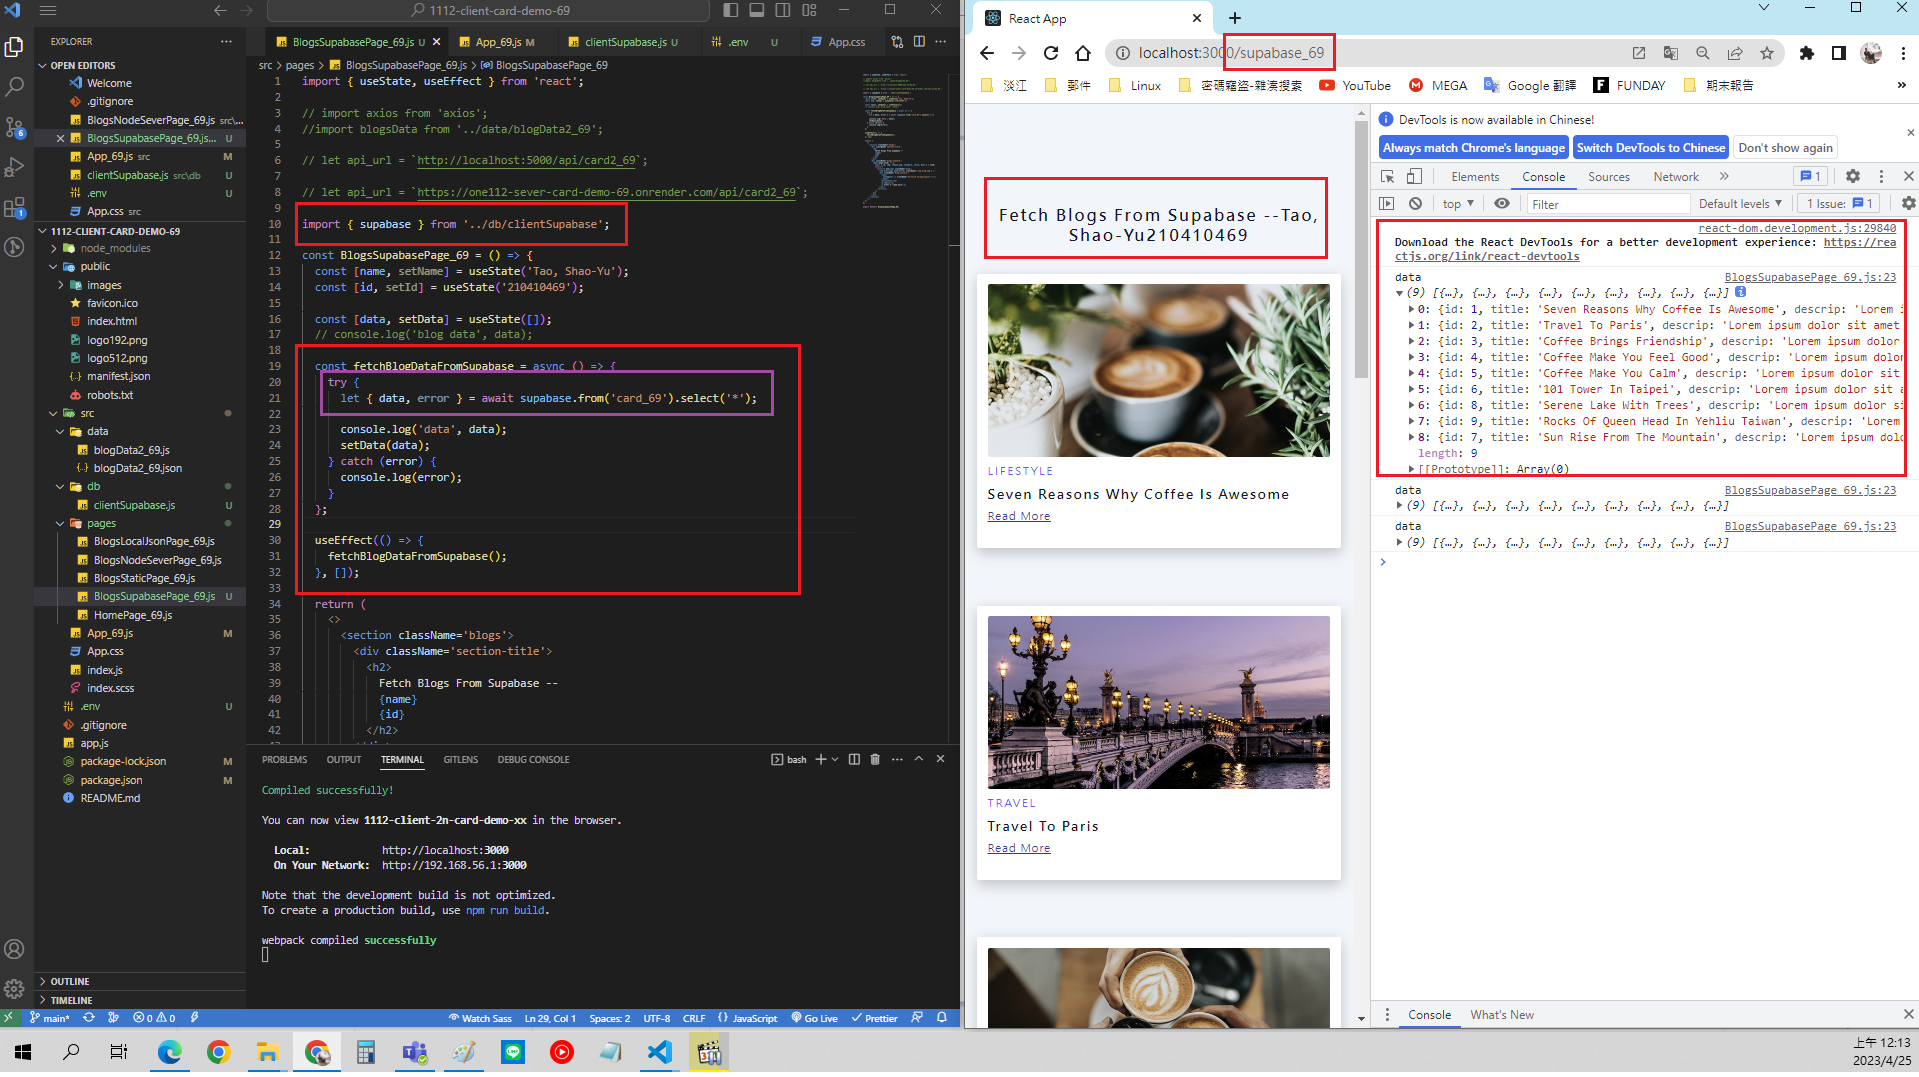 1112-client-card-demo-69
EXPLORER
OPEN EDITORS
Welcome
.gitignore
BlogsNodeSeverPage_69.js src\...
BlogsSupabasePage_69.js... U
App_69.js src M
clientSupabase.js src\db U
.env U
App.css src
1112-CLIENT-CARD-DEMO-69
node_modules
public
images
favicon.ico
index.html
logo192.png
logo512.png
manifest.json
robots.txt
src
data
blogData2_69.js
blogData2_69.json
db
clientSupabase.js U
pages
BlogsLocalJsonPage_69.js
BlogsNodeSeverPage_69.js
BlogsStaticPage_69.js
BlogsSupabasePage_69.js U
HomePage_69.js
App_69.js M
App.css
index.js
index.scss
.env U
.gitignore
app.js
package-lock.json M
package.json M
README.md
OUTLINE
TIMELINE
BlogsSupabasePage_69.js U
App_69.js M
clientSupabase.js U
.env U
App.css
src > pages > BlogsSupabasePage_69.js > BlogsSupabasePage_69
1 import { useState, useEffect } from 'react';
2
3 // import axios from 'axios';
4 //import blogsData from '../data/blogData2_69';
5
6 // let api_url = `http://localhost:5000/api/card2_69`;
7
8 // let api_url = `https://one112-sever-card-demo-69.onrender.com/api/card2_69`;
9
10 import { supabase } from '../db/clientSupabase';
11
12 const BlogsSupabasePage_69 = () => {
13 const [name, setName] = useState('Tao, Shao-Yu');
14 const [id, setId] = useState('210410469');
15
16 const [data, setData] = useState([]);
17 // console.log('blog data', data);
18
19 const fetchBlogDataFromSupabase = async () => {
20 try {
21 let { data, error } = await supabase.from('card_69').select('*');
22
23 console.log('data', data);
24 setData(data);
25 } catch (error) {
26 console.log(error);
27 }
28 };
29
30 useEffect(() => {
31 fetchBlogDataFromSupabase();
32 }, []);
33
34 return (
35 <>
36 <section className='blogs'>
37 <div className='section-title'>
38 <h2>
39 Fetch Blogs From Supabase --
40 {name}
41 {id}
42 </h2>
PROBLEMS OUTPUT TERMINAL GITLENS DEBUG CONSOLE
bash
Compiled successfully!
You can now view 1112-client-2n-card-demo-xx in the browser.
Local: http://localhost:3000
On Your Network: http://192.168.56.1:3000
Note that the development build is not optimized.
To create a production build, use npm run build.
webpack compiled successfully
main* 0 0 Watch Sass Ln 29, Col 1 Spaces: 2 UTF-8 CRLF {} JavaScript Go Live Prettier
React App
localhost:3000/supabase_69
淡江 郵件 Linux 密碼竊盜-雜湊搜索 YouTube MEGA Google 翻譯 FUNDAY 期末報告 »
Fetch Blogs From Supabase --Tao,
Shao-Yu210410469
LIFESTYLE
Seven Reasons Why Coffee Is Awesome
Read More
TRAVEL
Travel To Paris
Read More
DevTools is now available in Chinese!
Always match Chrome's language
Switch DevTools to Chinese
Don't show again
Elements Console Sources Network » 1
top Filter Default levels 1 Issue: 1
react-dom.development.js:29840
Download the React DevTools for a better development experience: https://rea
ctjs.org/link/react-devtools
data BlogsSupabasePage 69.js:23
(9) [{…}, {…}, {…}, {…}, {…}, {…}, {…}, {…}, {…}]
0: {id: 1, title: 'Seven Reasons Why Coffee Is Awesome', descrip: 'Lorem i
1: {id: 2, title: 'Travel To Paris', descrip: 'Lorem ipsum dolor sit amet
2: {id: 3, title: 'Coffee Brings Friendship', descrip: 'Lorem ipsum dolor
3: {id: 4, title: 'Coffee Make You Feel Good', descrip: 'Lorem ipsum dolor
4: {id: 5, title: 'Coffee Make You Calm', descrip: 'Lorem ipsum dolor sit
5: {id: 6, title: '101 Tower In Taipei', descrip: 'Lorem ipsum dolor sit a
6: {id: 8, title: 'Serene Lake With Trees', descrip: 'Lorem ipsum dolor si
7: {id: 9, title: 'Rocks Of Queen Head In Yehliu Taiwan', descrip: 'Lorem
8: {id: 7, title: 'Sun Rise From The Mountain', descrip: 'Lorem ipsum dolo
length: 9
[[Prototype]]: Array(0)
data BlogsSupabasePage 69.js:23
(9) [{…}, {…}, {…}, {…}, {…}, {…}, {…}, {…}, {…}]
data BlogsSupabasePage 69.js:23
(9) [{…}, {…}, {…}, {…}, {…}, {…}, {…}, {…}, {…}]
Console What's New
上午 12:13
2023/4/25